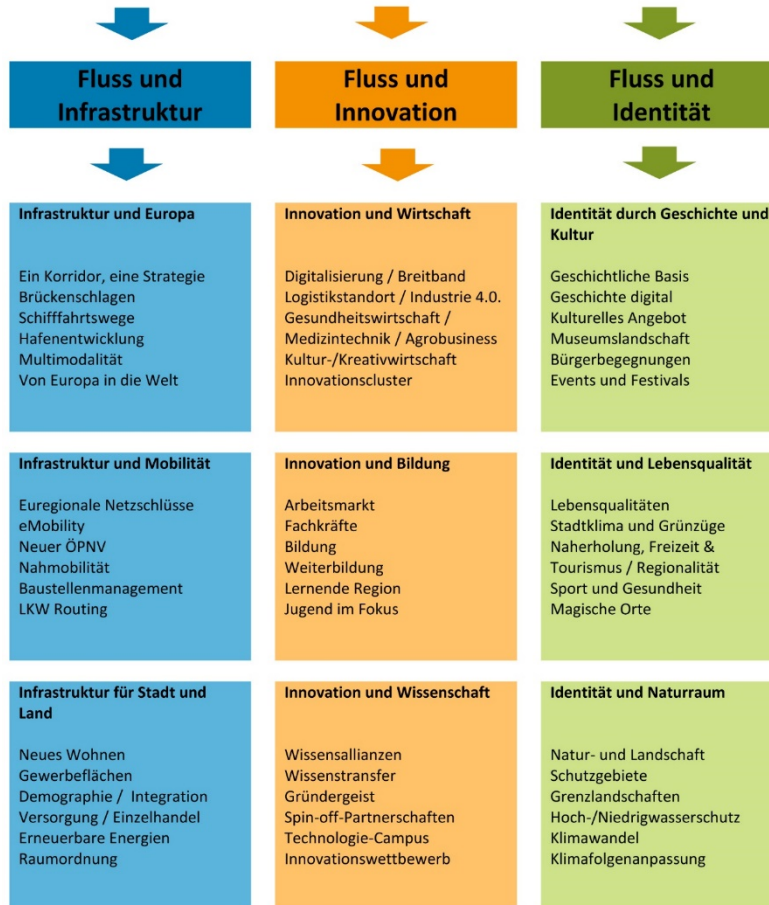 Fluss und
Infrastruktur
Fluss und
Innovation
Fluss und
Identität
Infrastruktur und Europa
Ein Korridor, eine Strategie
Brückenschlagen
Schifffahrtswege
Hafenentwicklung
Multimodalität
Von Europa in die Welt
Innovation und Wirtschaft
Digitalisierung / Breitband
Logistikstandort / Industrie 4.0.
Gesundheitswirtschaft /
Medizintechnik / Agrobusiness
Kultur-/Kreativwirtschaft
Innovationscluster
Identität durch Geschichte und
Kultur
Geschichtliche Basis
Geschichte digital
Kulturelles Angebot
Museumslandschaft
Bürgerbegegnungen
Events und Festivals
Infrastruktur und Mobilität
Euregionale Netzschlüsse
eMobility
Neuer ÖPNV
Nahmobilität
Baustellenmanagement
LKW Routing
Innovation und Bildung
Arbeitsmarkt
Fachkräfte
Bildung
Weiterbildung
Lernende Region
Jugend im Fokus
Identität und Lebensqualität
Lebensqualitäten
Stadtklima und Grünzüge
Naherholung, Freizeit &
Tourismus / Regionalität
Sport und Gesundheit
Magische Orte
Infrastruktur für Stadt und
Land
Neues Wohnen
Gewerbeflächen
Demographie / Integration
Versorgung / Einzelhandel
Erneuerbare Energien
Raumordnung
Innovation und Wissenschaft
Wissensallianzen
Wissenstransfer
Gründergeist
Spin-off-Partnerschaften
Technologie-Campus
Innovationswettbewerb
Identität und Naturraum
Natur- und Landschaft
Schutzgebiete
Grenzlandschaften
Hoch-/Niedrigwasserschutz
Klimawandel
Klimafolgenanpassung